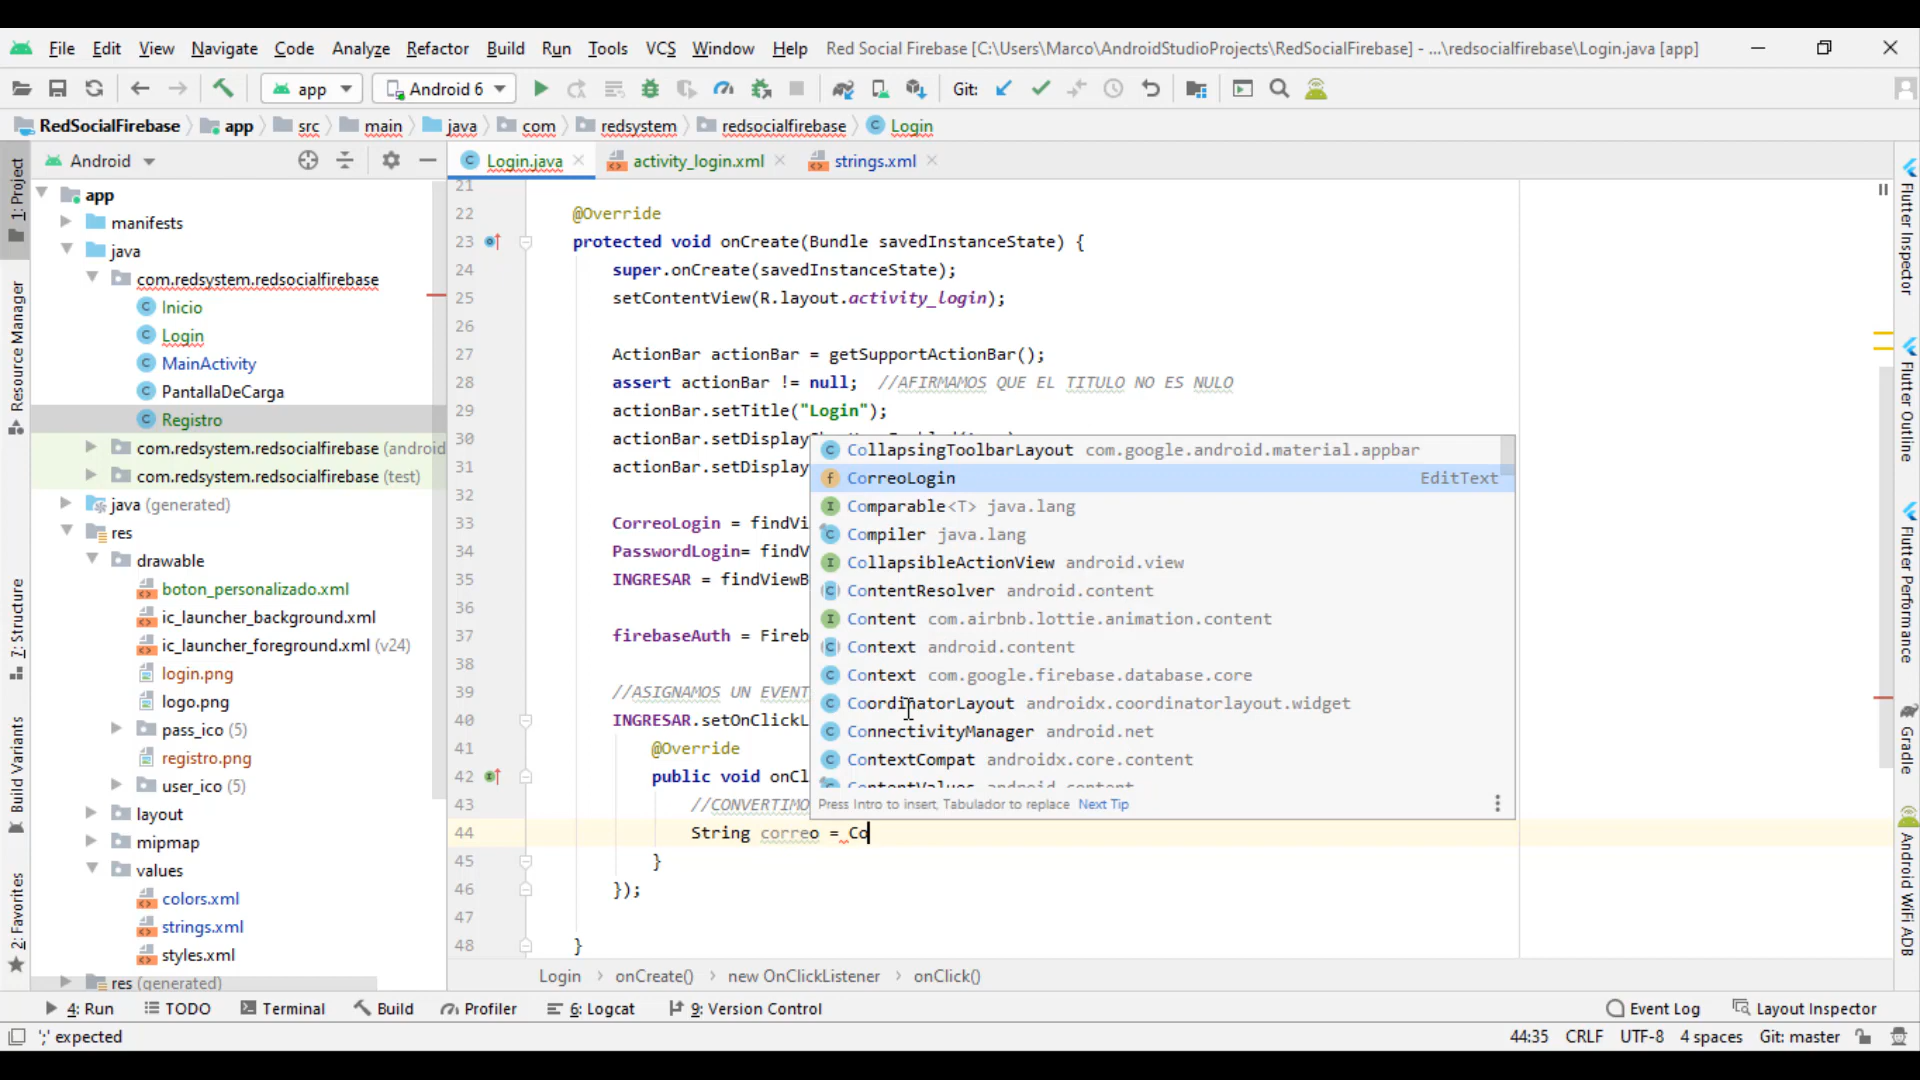 File Edit View Navigate Code Analyze Refactor Build Run Tools VCS Window Help Red Social Firebase [C:\Users\Marco\AndroidStudioProjects\RedSocialFirebase] - ...\redsocialfirebase\Login.java [app]
app Android 6 Git:
RedSocialFirebase app src main java com redsystem redsocialfirebase Login
Android
Login.java activity_login.xml strings.xml
1: Project
Resource Manager
7: Structure
Build Variants
2: Favorites
app
manifests
java
com.redsystem.redsocialfirebase
Inicio
Login
MainActivity
PantallaDeCarga
Registro
com.redsystem.redsocialfirebase (android
com.redsystem.redsocialfirebase (test)
java (generated)
res
drawable
boton_personalizado.xml
ic_launcher_background.xml
ic_launcher_foreground.xml (v24)
login.png
logo.png
pass_ico (5)
registro.png
user_ico (5)
layout
mipmap
values
colors.xml
strings.xml
styles.xml
res (generated)
21
22 @Override
23 protected void onCreate(Bundle savedInstanceState) {
24 super.onCreate(savedInstanceState);
25 setContentView(R.layout.activity_login);
26
27 ActionBar actionBar = getSupportActionBar();
28 assert actionBar != null; //AFIRMAMOS QUE EL TITULO NO ES NULO
29 actionBar.setTitle("Login");
30 actionBar.setDisplay
31 actionBar.setDisplay
32
33 CorreoLogin = findVi
34 PasswordLogin= findV
35 INGRESAR = findViewB
36
37 firebaseAuth = Fireb
38
39 //ASIGNAMOS UN EVENT
40 INGRESAR.setOnClickL
41 @Override
42 public void onCl
43 //CONVERTIMO
44 String correo = Co
45 }
46 });
47
48 }
CollapsingToolbarLayout com.google.android.material.appbar
CorreoLogin EditText
Comparable<T> java.lang
Compiler java.lang
CollapsibleActionView android.view
ContentResolver android.content
Content com.airbnb.lottie.animation.content
Context android.content
Context com.google.firebase.database.core
CoordinatorLayout androidx.coordinatorlayout.widget
ConnectivityManager android.net
ContextCompat androidx.core.content
ContentValues android.content
Press Intro to insert, Tabulador to replace Next Tip
Login onCreate() new OnClickListener onClick()
Flutter Inspector
Flutter Outline
Flutter Performance
Gradle
Android WiFi ADB
4: Run TODO Terminal Build Profiler 6: Logcat 9: Version Control Event Log Layout Inspector
';' expected 44:35 CRLF UTF-8 4 spaces Git: master